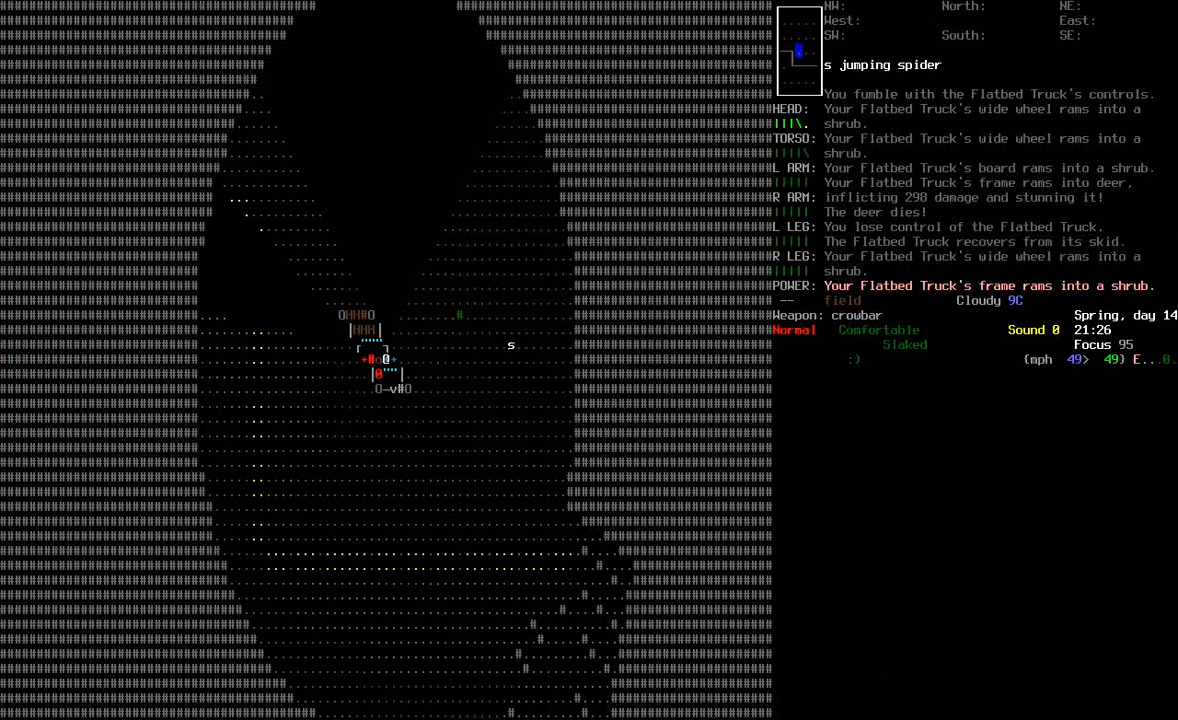 NW: North: NE:
West: East:
SW: South: SE:
s jumping spider
You fumble with the Flatbed Truck's controls.
HEAD: Your Flatbed Truck's wide wheel rams into a
|||\. shrub.
TORSO: Your Flatbed Truck's wide wheel rams into a
||||\ shrub.
L ARM: Your Flatbed Truck's board rams into a shrub.
||||| Your Flatbed Truck's frame rams into deer,
R ARM: inflicting 298 damage and stunning it!
||||| The deer dies!
L LEG: You lose control of the Flatbed Truck.
||||| The Flatbed Truck recovers from its skid.
R LEG: Your Flatbed Truck's wide wheel rams into a
||||| shrub.
POWER: Your Flatbed Truck's frame rams into a shrub.
-- field Cloudy 9C
Weapon: crowbar Spring, day 14
Normal Comfortable Sound 0 21:26
Slaked Focus 95
:) {mph 49> 49} E...0.